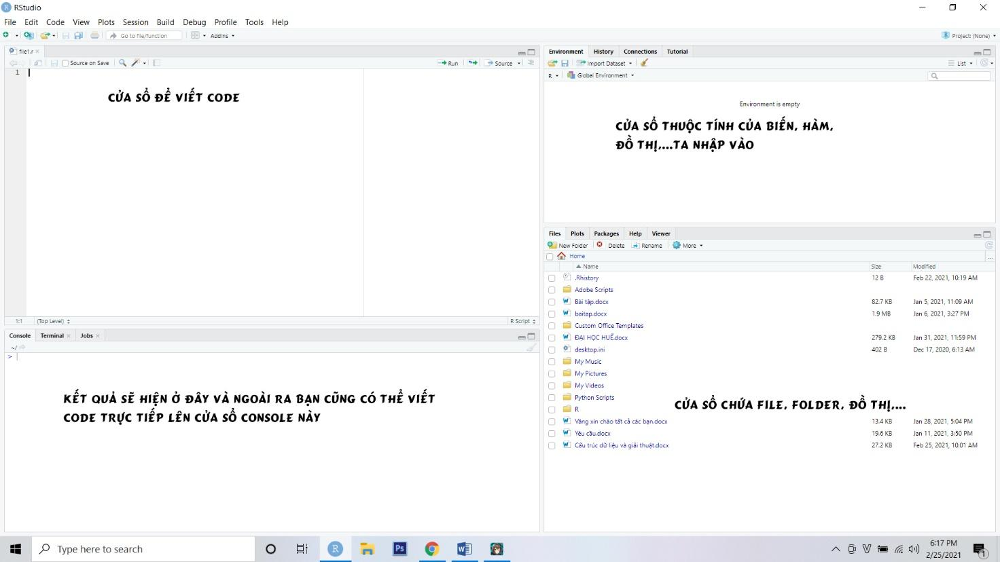 RStudio
File Edit Code View Plots Session Build Debug Profile Tools Help
Go to file/function Addins Project: (None)
file1.r
Source on Save Run Source
1
CỬA SỔ ĐỂ VIẾT CODE
1:1 (Top Level) R Script
Console Terminal Jobs
~/
>
KẾT QUẢ SẼ HIỆN Ở ĐÂY VÀ NGOÀI RA BẠN CŨNG CÓ THỂ VIẾT
CODE TRỰC TIẾP LÊN CỬA SỔ CONSOLE NÀY
Environment History Connections Tutorial
Import Dataset List
R Global Environment
Environment is empty
CỬA SỔ THUỘC TÍNH CỦA BIẾN, HÀM,
ĐỒ THỊ,...TA NHẬP VÀO
Files Plots Packages Help Viewer
New Folder Delete Rename More
Home ...
Name Size Modified
.Rhistory 12 B Feb 22, 2021, 10:19 AM
Adobe Scripts
Bài tập.docx 82.7 KB Jan 5, 2021, 11:09 AM
baitap.docx 1.9 MB Jan 6, 2021, 3:27 PM
Custom Office Templates
ĐẠI HỌC HUẾ.docx 279.2 KB Jan 31, 2021, 11:59 PM
desktop.ini 402 B Dec 17, 2020, 6:13 AM
My Music
My Pictures
My Videos
Python Scripts
CỬA SỔ CHỨA FILE, FOLDER, ĐỒ THỊ,...
R
Vâng xin chào tất cả các bạn.docx 13.4 KB Jan 28, 2021, 5:04 PM
Yêu cầu.docx 19.6 KB Jan 11, 2021, 3:50 PM
Cấu trúc dữ liệu và giải thuật.docx 27.2 KB Feb 25, 2021, 10:01 AM
Type here to search
R Ps W V
6:17 PM
2/25/2021
1